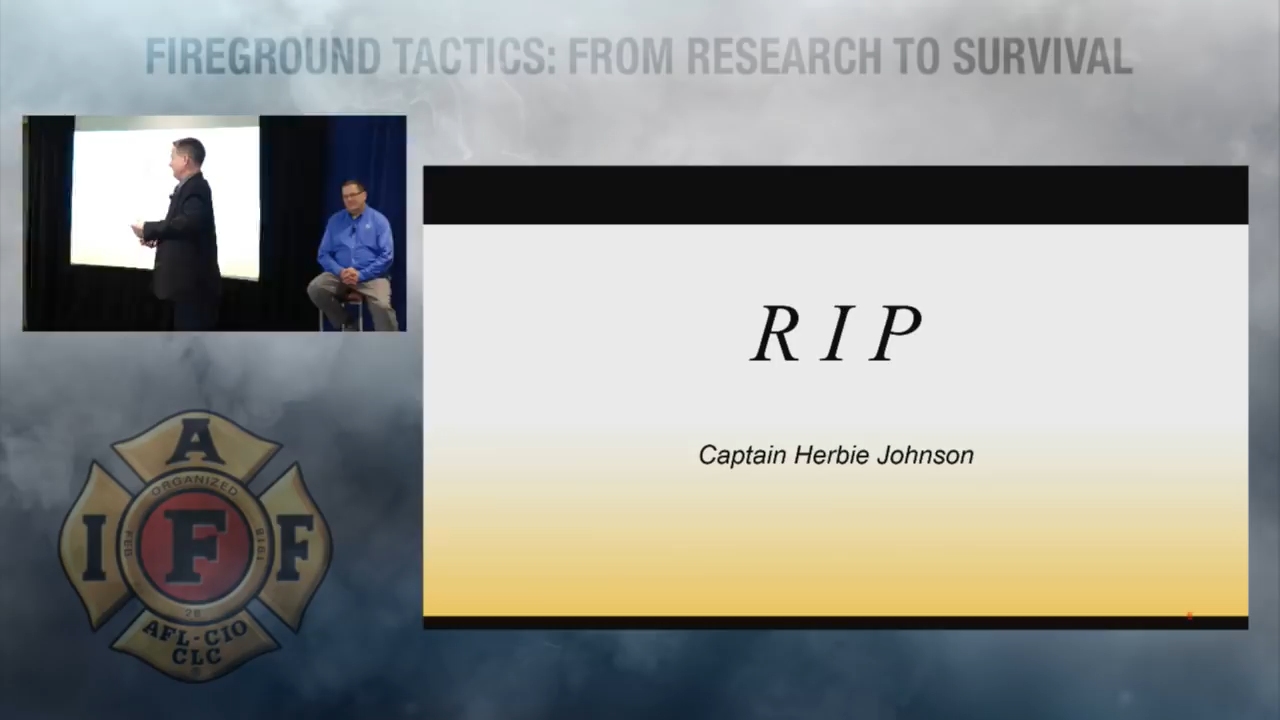 FIREGROUND TACTICS: FROM RESEARCH TO SURVIVAL
R I P
Captain Herbie Johnson
A
ORGANIZED
I
F
F
FEB
1918
28
AFL-CIO
CLC